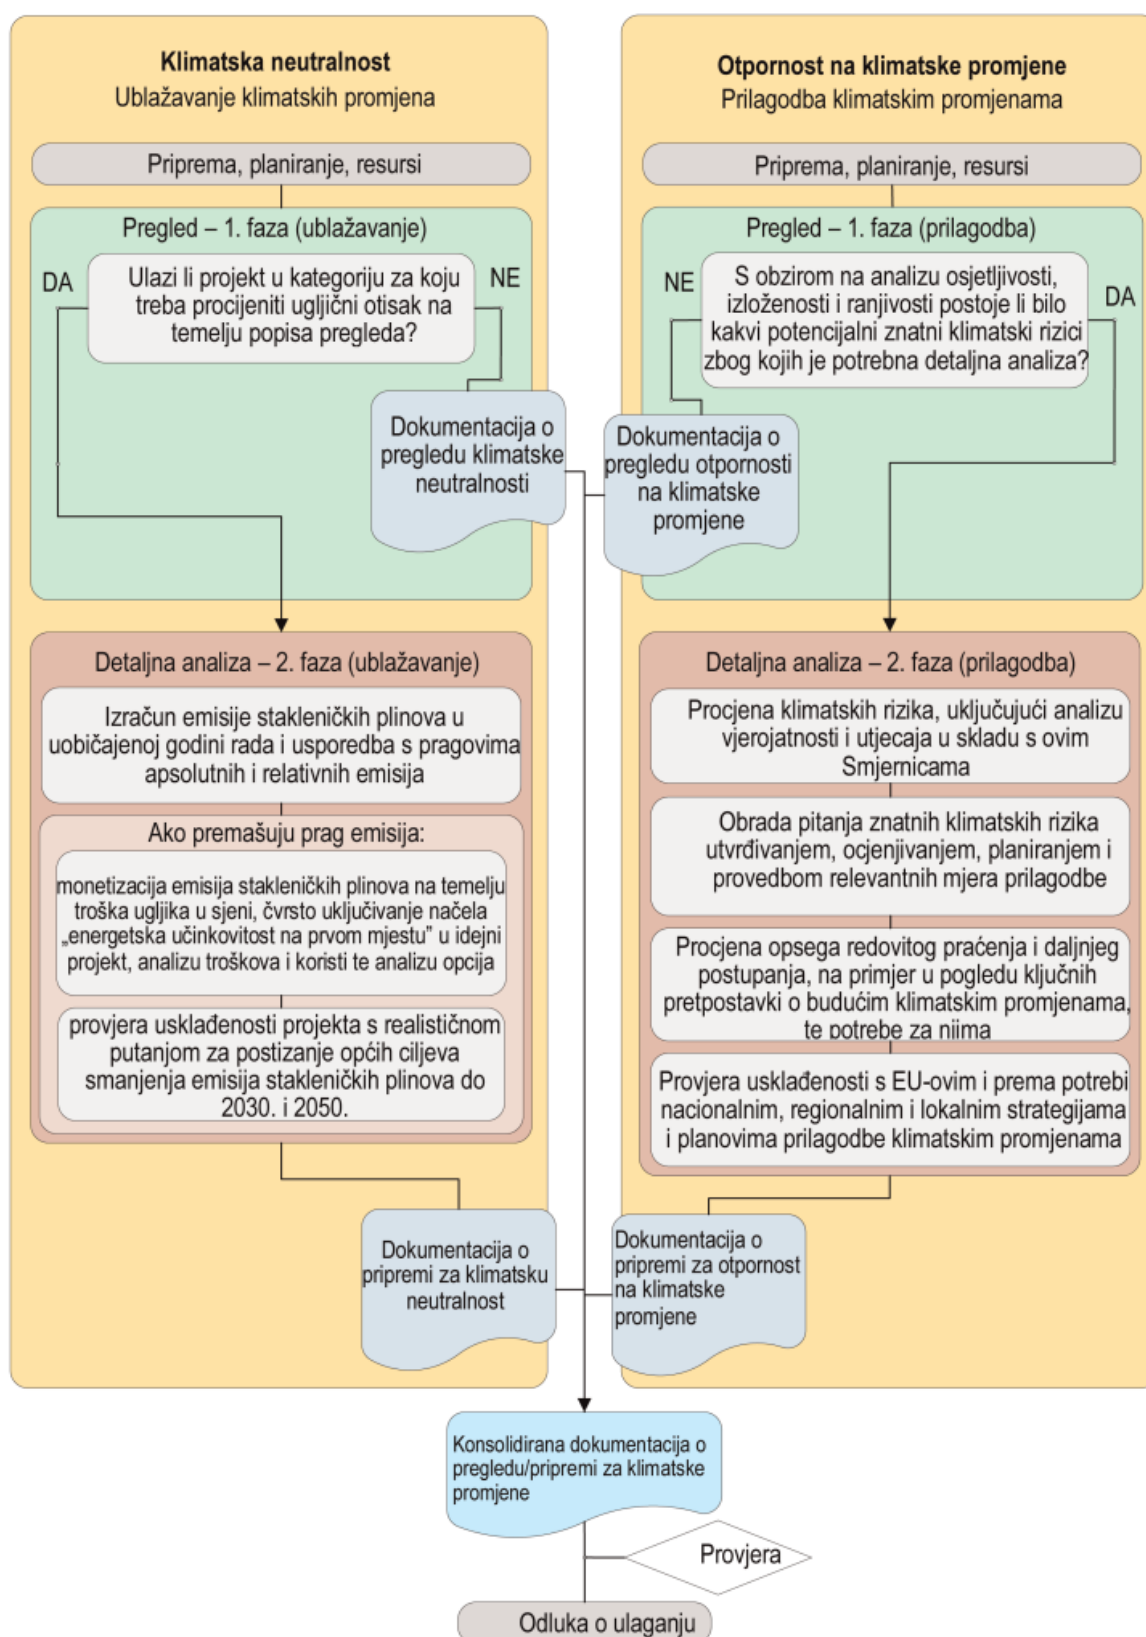 Klimatska neutralnost
Ublažavanje klimatskih promjena
Priprema, planiranje, resursi
Pregled – 1. faza (ublažavanje)
DA
Ulazi li projekt u kategoriju za koju
treba procijeniti ugljični otisak na
temelju popisa pregleda?
NE
Dokumentacija o
pregledu klimatske
neutralnosti
Detaljna analiza – 2. faza (ublažavanje)
Izračun emisije stakleničkih plinova u
uobičajenoj godini rada i usporedba s pragovima
apsolutnih i relativnih emisija
Ako premašuju prag emisija:
monetizacija emisija stakleničkih plinova na temelju
troška ugljika u sjeni, čvrsto uključivanje načela
„energetska učinkovitost na prvom mjestu” u idejni
projekt, analizu troškova i koristi te analizu opcija
provjera usklađenosti projekta s realističnom
putanjom za postizanje općih ciljeva
smanjenja emisija stakleničkih plinova do
2030. i 2050.
Dokumentacija o
pripremi za klimatsku
neutralnost
Otpornost na klimatske promjene
Prilagodba klimatskim promjenama
Priprema, planiranje, resursi
Pregled – 1. faza (prilagodba)
NE
S obzirom na analizu osjetljivosti,
izloženosti i ranjivosti postoje li bilo
kakvi potencijalni znatni klimatski rizici
zbog kojih je potrebna detaljna analiza?
DA
Dokumentacija o
pregledu otpornosti
na klimatske
promjene
Detaljna analiza – 2. faza (prilagodba)
Procjena klimatskih rizika, uključujući analizu
vjerojatnosti i utjecaja u skladu s ovim
Smjernicama
Obrada pitanja znatnih klimatskih rizika
utvrđivanjem, ocjenjivanjem, planiranjem i
provedbom relevantnih mjera prilagodbe
Procjena opsega redovitog praćenja i daljnjeg
postupanja, na primjer u pogledu ključnih
pretpostavki o budućim klimatskim promjenama,
te potrebe za njima
Provjera usklađenosti s EU-ovim i prema potrebi
nacionalnim, regionalnim i lokalnim strategijama
i planovima prilagodbe klimatskim promjenama
Dokumentacija o
pripremi za otpornost
na klimatske
promjene
Konsolidirana dokumentacija o
pregledu/pripremi za klimatske
promjene
Provjera
Odluka o ulaganju